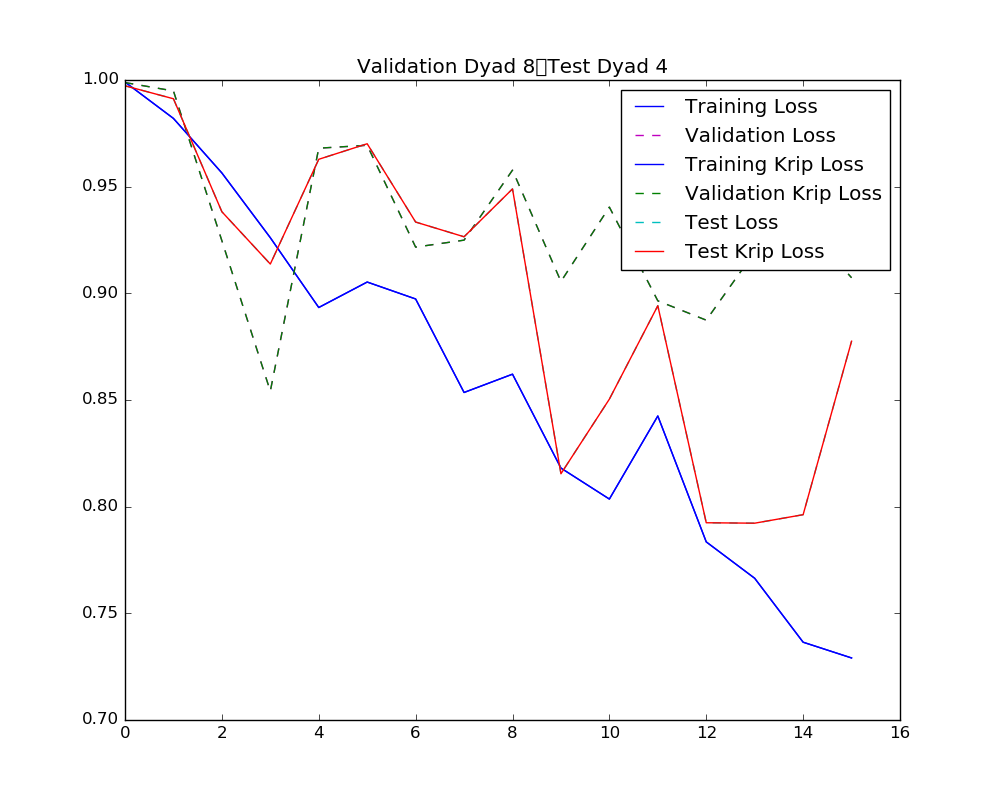 Validation Dyad 8▯Test Dyad 4
1.00
0.95
0.90
0.85
0.80
0.75
0.70
0
2
4
6
8
10
12
14
16
Training Loss
Validation Loss
Training Krip Loss
Validation Krip Loss
Test Loss
Test Krip Loss